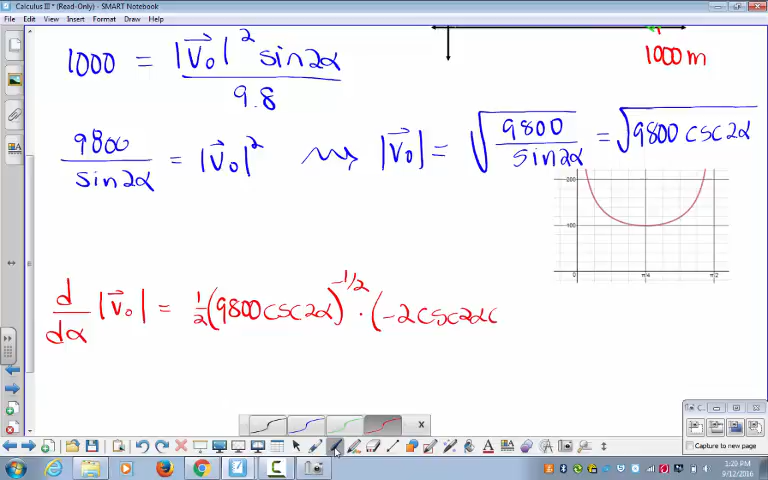 Calculus III * (Read-Only) - SMART Notebook
File Edit View Insert Format Tools Draw Help
1000 = |V₀|² sin2α / 9.8
1000 m
9800 / sin2α = |V₀|² ⇝ |V₀| = √(9800 / sin2α) = √(9800 csc2α)
200
100
0 π/4 π/2
d/dα |V₀| = 1/2 (9800 csc2α)^(-1/2) · (-2csc2αc
Capture to new page
1:20 PM
9/12/2016